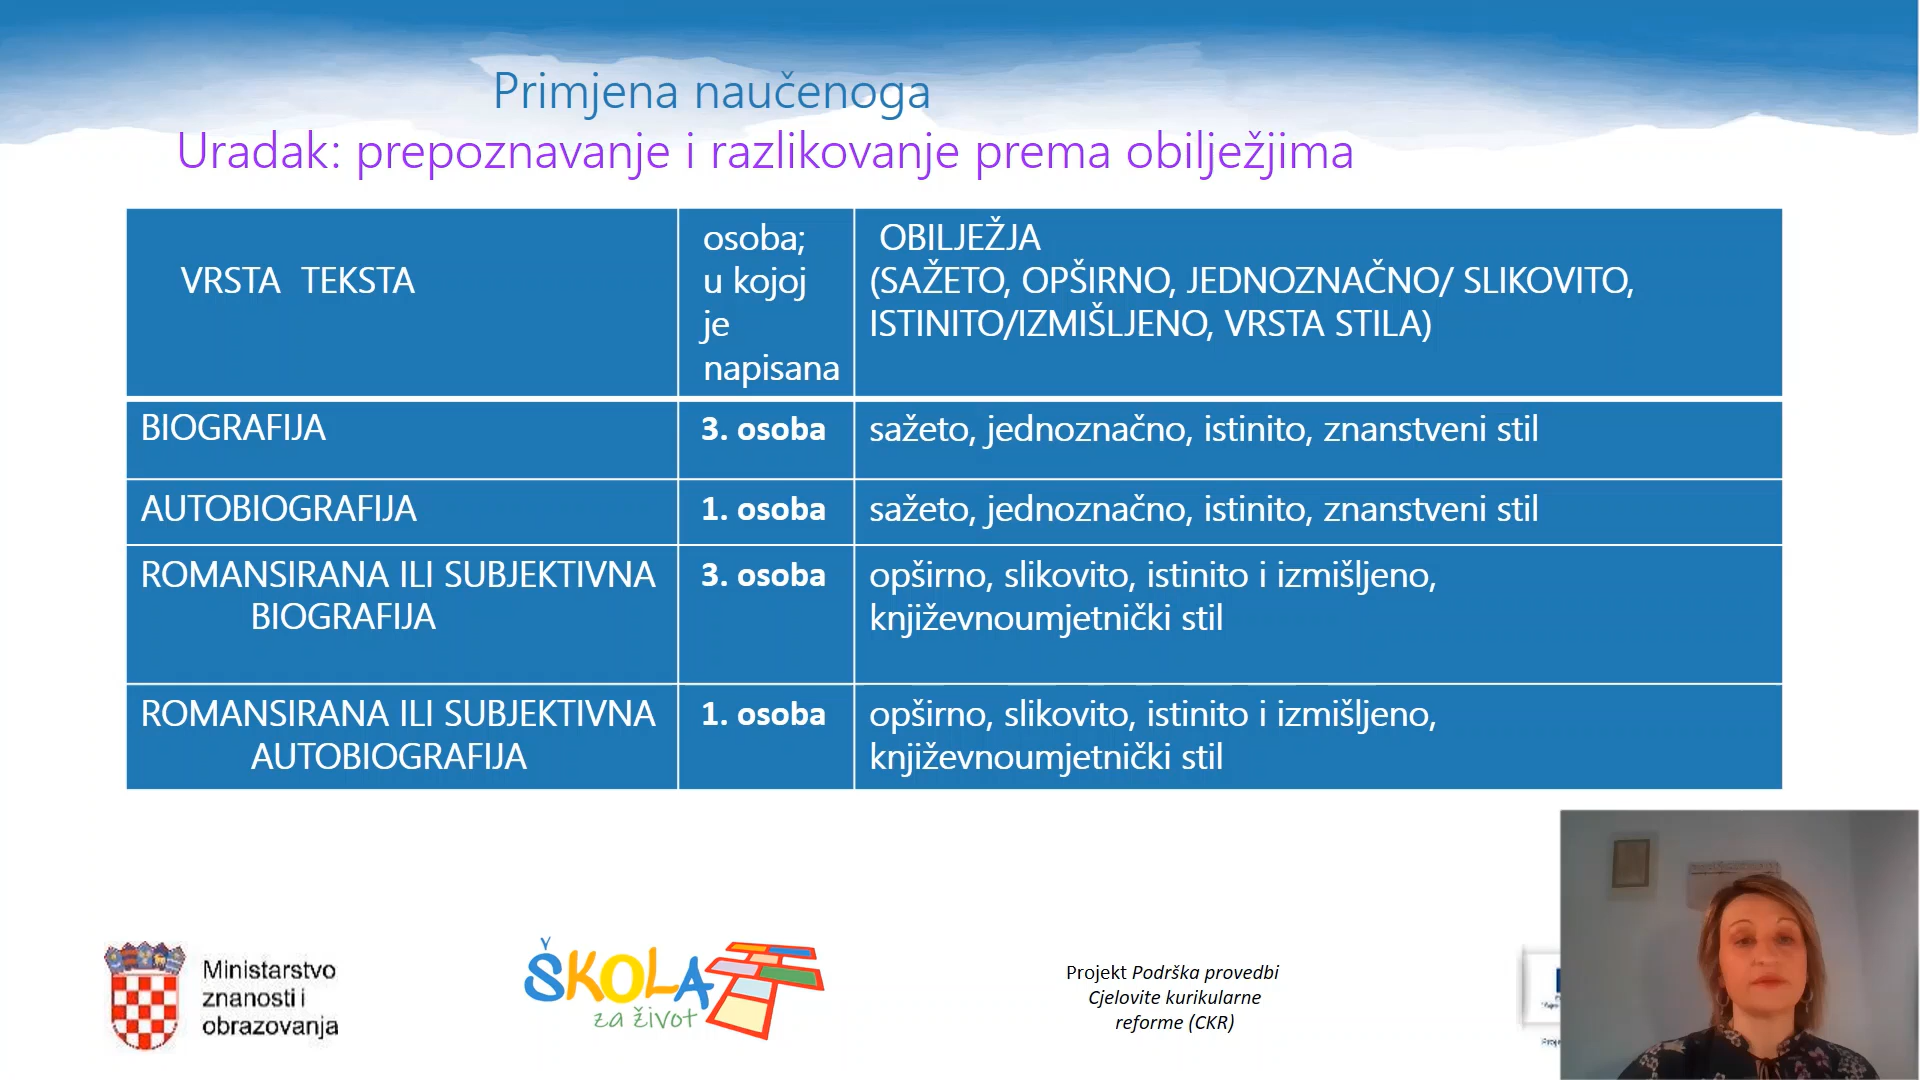 Primjena naučenoga
Uradak: prepoznavanje i razlikovanje prema obilježjima
VRSTA TEKSTA
osoba;
u kojoj
je
napisana
OBILJEŽJA
(SAŽETO, OPŠIRNO, JEDNOZNAČNO/ SLIKOVITO,
ISTINITO/IZMIŠLJENO, VRSTA STILA)
BIOGRAFIJA
3. osoba
sažeto, jednoznačno, istinito, znanstveni stil
AUTOBIOGRAFIJA
1. osoba
sažeto, jednoznačno, istinito, znanstveni stil
ROMANSIRANA ILI SUBJEKTIVNA
BIOGRAFIJA
3. osoba
opširno, slikovito, istinito i izmišljeno,
književnoumjetnički stil
ROMANSIRANA ILI SUBJEKTIVNA
AUTOBIOGRAFIJA
1. osoba
opširno, slikovito, istinito i izmišljeno,
književnoumjetnički stil
Ministarstvo
znanosti i
obrazovanja
ŠKOLA
za život
Projekt Podrška provedbi
Cjelovite kurikularne
reforme (CKR)